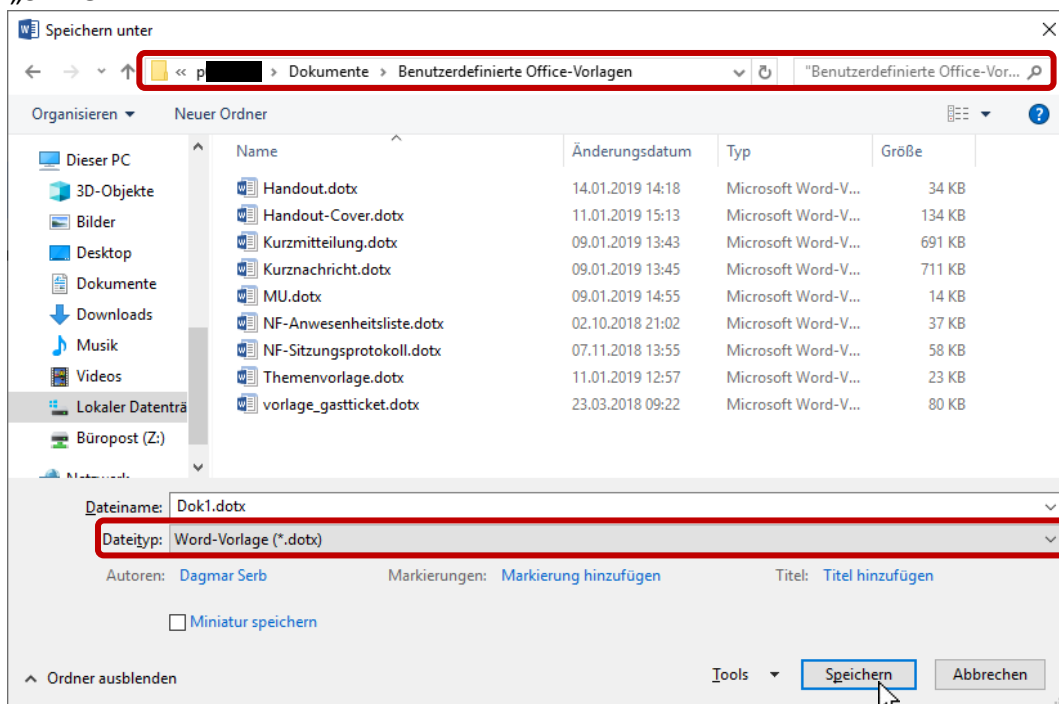 Speichern unter
« p > Dokumente > Benutzerdefinierte Office-Vorlagen "Benutzerdefinierte Office-Vor...
Organisieren Neuer Ordner ?
Name Änderungsdatum Typ Größe
Dieser PC
3D-Objekte
Bilder
Desktop
Dokumente
Downloads
Musik
Videos
Lokaler Datenträ
Büropost (Z:)
Handout.dotx 14.01.2019 14:18 Microsoft Word-V... 34 KB
Handout-Cover.dotx 11.01.2019 15:13 Microsoft Word-V... 134 KB
Kurzmitteilung.dotx 09.01.2019 13:43 Microsoft Word-V... 691 KB
Kurznachricht.dotx 09.01.2019 13:45 Microsoft Word-V... 711 KB
MU.dotx 09.01.2019 14:55 Microsoft Word-V... 14 KB
NF-Anwesenheitsliste.dotx 02.10.2018 21:02 Microsoft Word-V... 37 KB
NF-Sitzungsprotokoll.dotx 07.11.2018 13:55 Microsoft Word-V... 58 KB
Themenvorlage.dotx 11.01.2019 12:57 Microsoft Word-V... 23 KB
vorlage_gastticket.dotx 23.03.2018 09:22 Microsoft Word-V... 80 KB
Dateiname: Dok1.dotx
Dateityp: Word-Vorlage (*.dotx)
Autoren: Dagmar Serb Markierungen: Markierung hinzufügen Titel: Titel hinzufügen
Miniatur speichern
Ordner ausblenden Tools Speichern Abbrechen